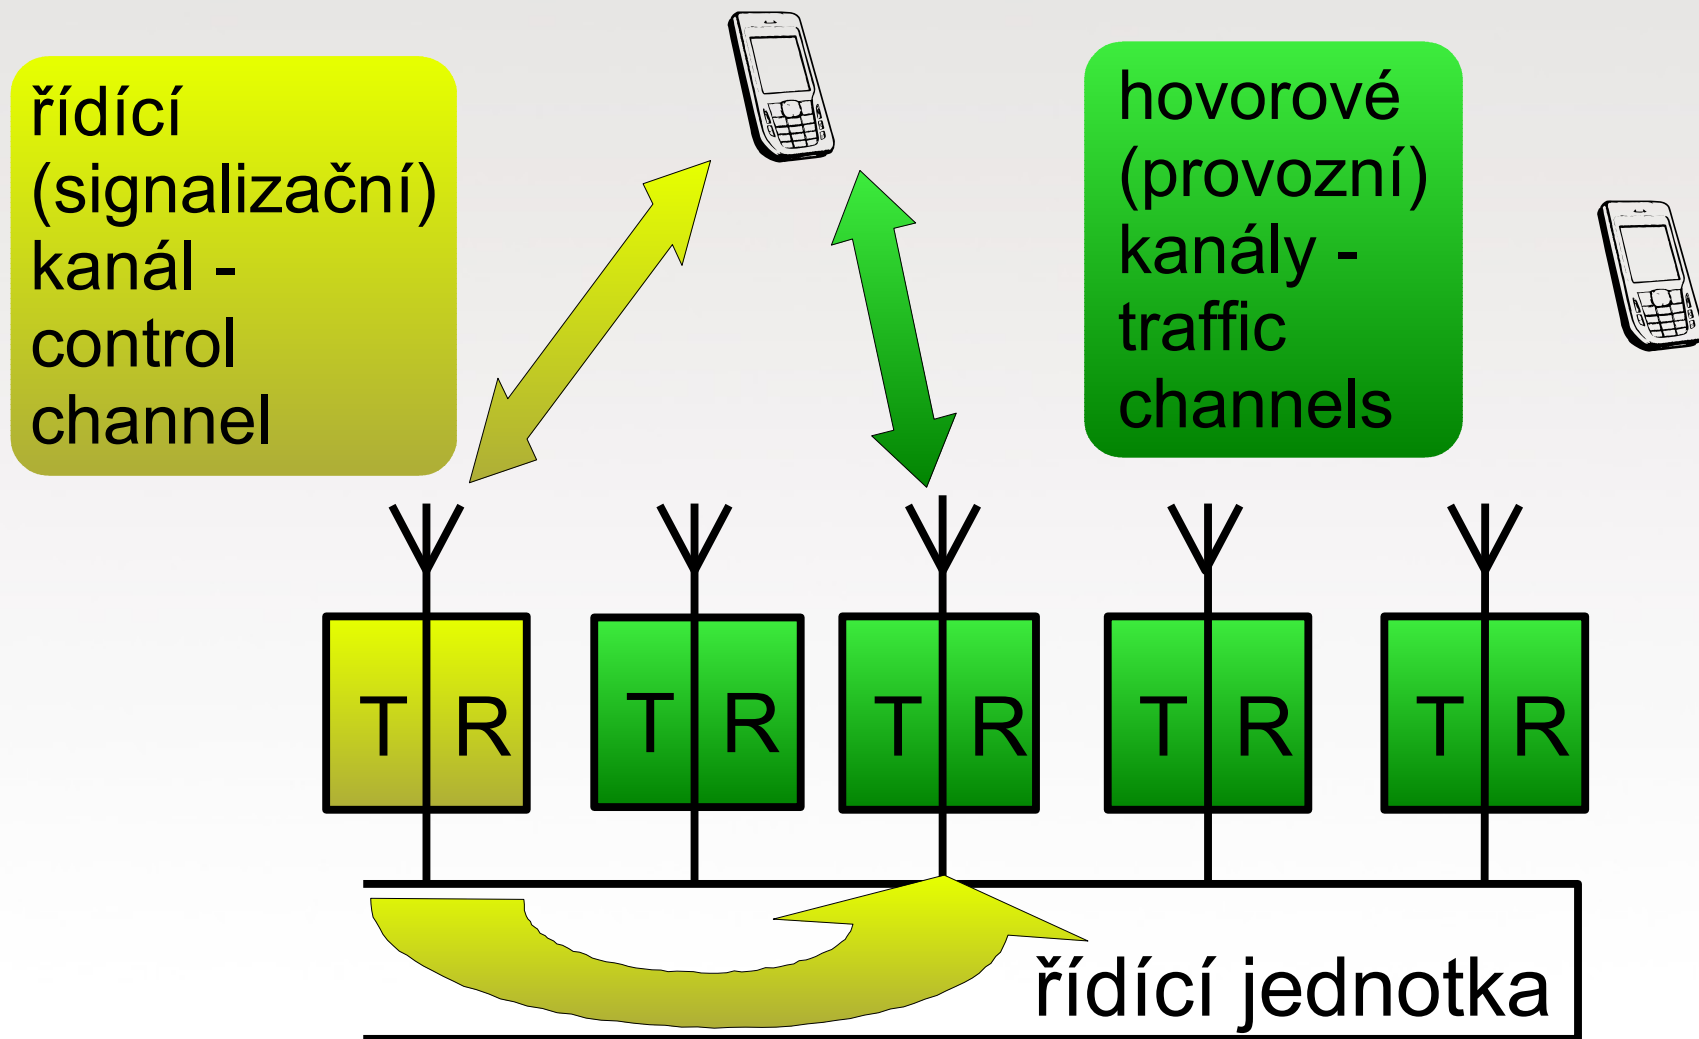 řídící
(signalizační)
kanál -
control
channel
hovorové
(provozní)
kanály -
traffic
channels
T R
T R
T R
T R
T R
řídící jednotka